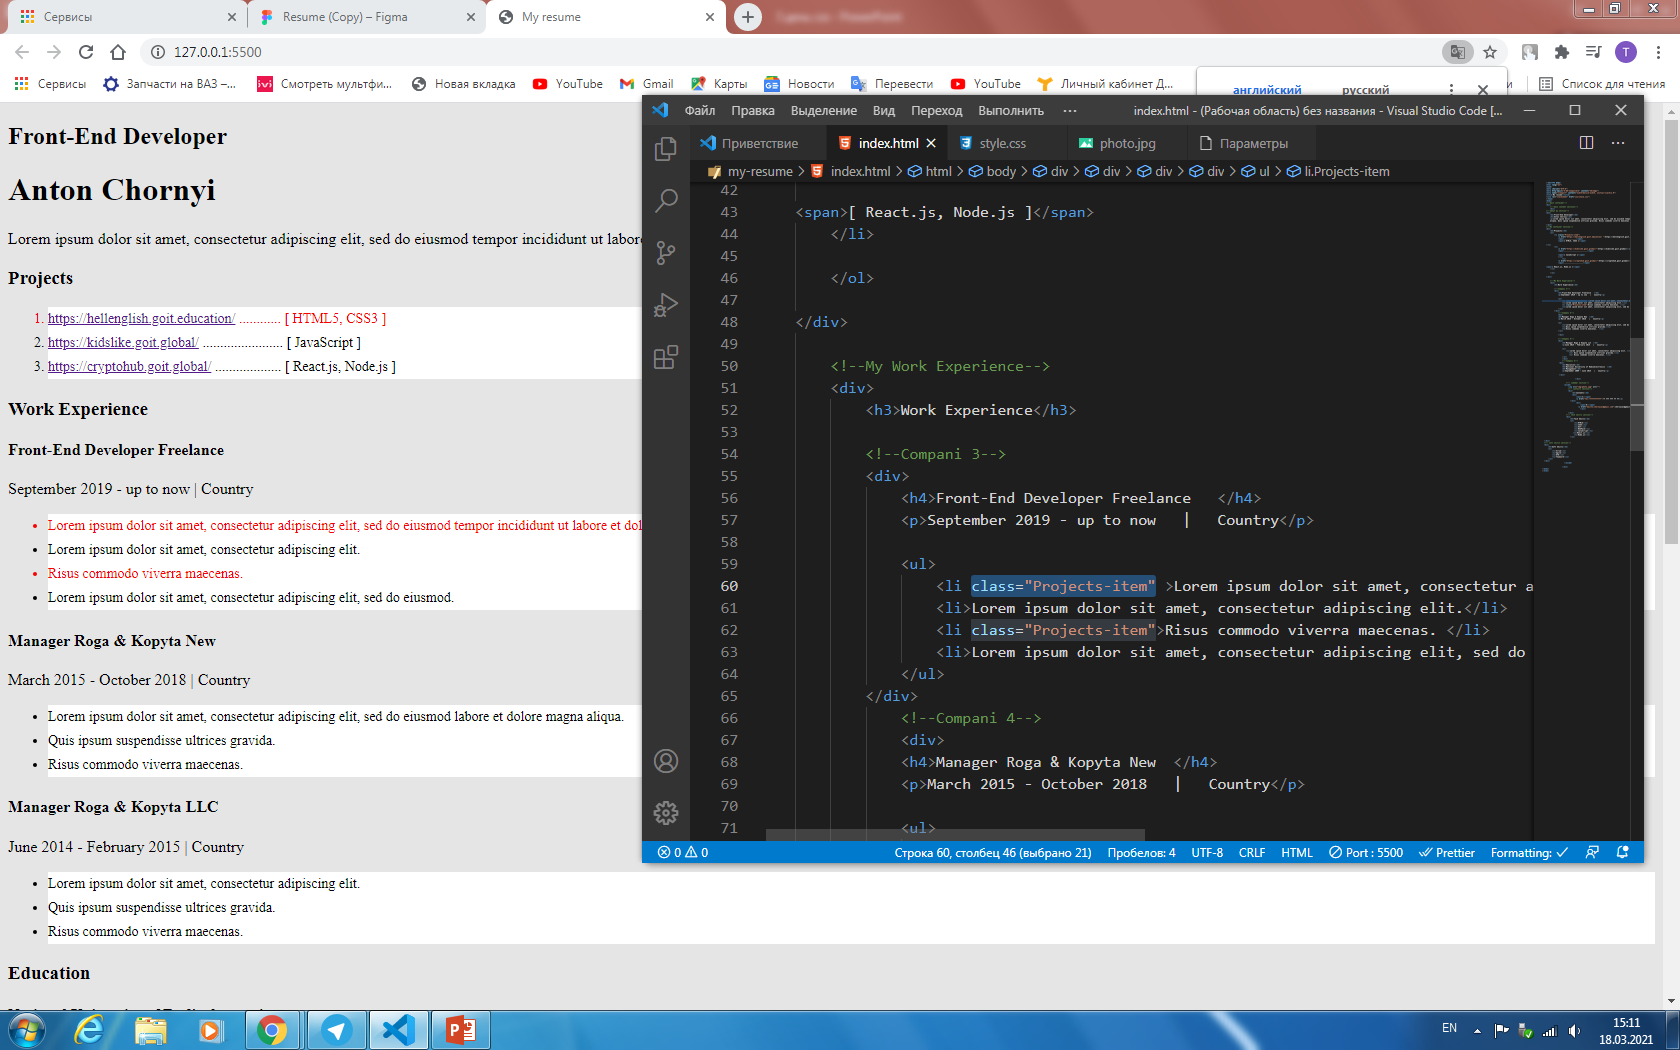 Сервисы
Resume (Copy) – Figma
My resume
127.0.0.1:5500
T
Сервисы
Запчасти на ВАЗ –...
Смотреть мультфи...
Новая вкладка
YouTube
Gmail
Карты
Новости
Перевести
YouTube
Личный кабинет Д...
Список для чтения
английский
русский
Front-End Developer
Anton Chornyi
Lorem ipsum dolor sit amet, consectetur adipiscing elit, sed do eiusmod tempor incididunt ut labor
Projects
1. https://hellenglish.goit.education/ ............ [ HTML5, CSS3 ]
2. https://kidslike.goit.global/ ....................... [ JavaScript ]
3. https://cryptohub.goit.global/ ................... [ React.js, Node.js ]
Work Experience
Front-End Developer Freelance
September 2019 - up to now | Country
• Lorem ipsum dolor sit amet, consectetur adipiscing elit, sed do eiusmod tempor incididunt ut labore et dol
• Lorem ipsum dolor sit amet, consectetur adipiscing elit.
• Risus commodo viverra maecenas.
• Lorem ipsum dolor sit amet, consectetur adipiscing elit, sed do eiusmod.
Manager Roga & Kopyta New
March 2015 - October 2018 | Country
• Lorem ipsum dolor sit amet, consectetur adipiscing elit, sed do eiusmod labore et dolore magna aliqua.
• Quis ipsum suspendisse ultrices gravida.
• Risus commodo viverra maecenas.
Manager Roga & Kopyta LLC
June 2014 - February 2015 | Country
• Lorem ipsum dolor sit amet, consectetur adipiscing elit.
• Quis ipsum suspendisse ultrices gravida.
• Risus commodo viverra maecenas.
Education
Файл Правка Выделение Вид Переход Выполнить ··· index.html - (Рабочая область) без названия - Visual Studio Code [...
Приветствие
index.html
style.css
photo.jpg
Параметры
my-resume > index.html > html > body > div > div > div > div > ul > li.Projects-item
42
43 <span>[ React.js, Node.js ]</span>
44 </li>
45
46 </ol>
47
48 </div>
49
50 <!--My Work Experience-->
51 <div>
52 <h3>Work Experience</h3>
53
54 <!--Compani 3-->
55 <div>
56 <h4>Front-End Developer Freelance   </h4>
57 <p>September 2019 - up to now   |   Country</p>
58
59 <ul>
60 <li class="Projects-item" >Lorem ipsum dolor sit amet, consectetur a
61 <li>Lorem ipsum dolor sit amet, consectetur adipiscing elit.</li>
62 <li class="Projects-item">Risus commodo viverra maecenas. </li>
63 <li>Lorem ipsum dolor sit amet, consectetur adipiscing elit, sed do
64 </ul>
65 </div>
66 <!--Compani 4-->
67 <div>
68 <h4>Manager Roga & Kopyta New  </h4>
69 <p>March 2015 - October 2018   |   Country</p>
70
71 <ul>
0 0 Строка 60, столбец 46 (выбрано 21) Пробелов: 4 UTF-8 CRLF HTML Port : 5500 Prettier Formatting:
EN
15:11
18.03.2021